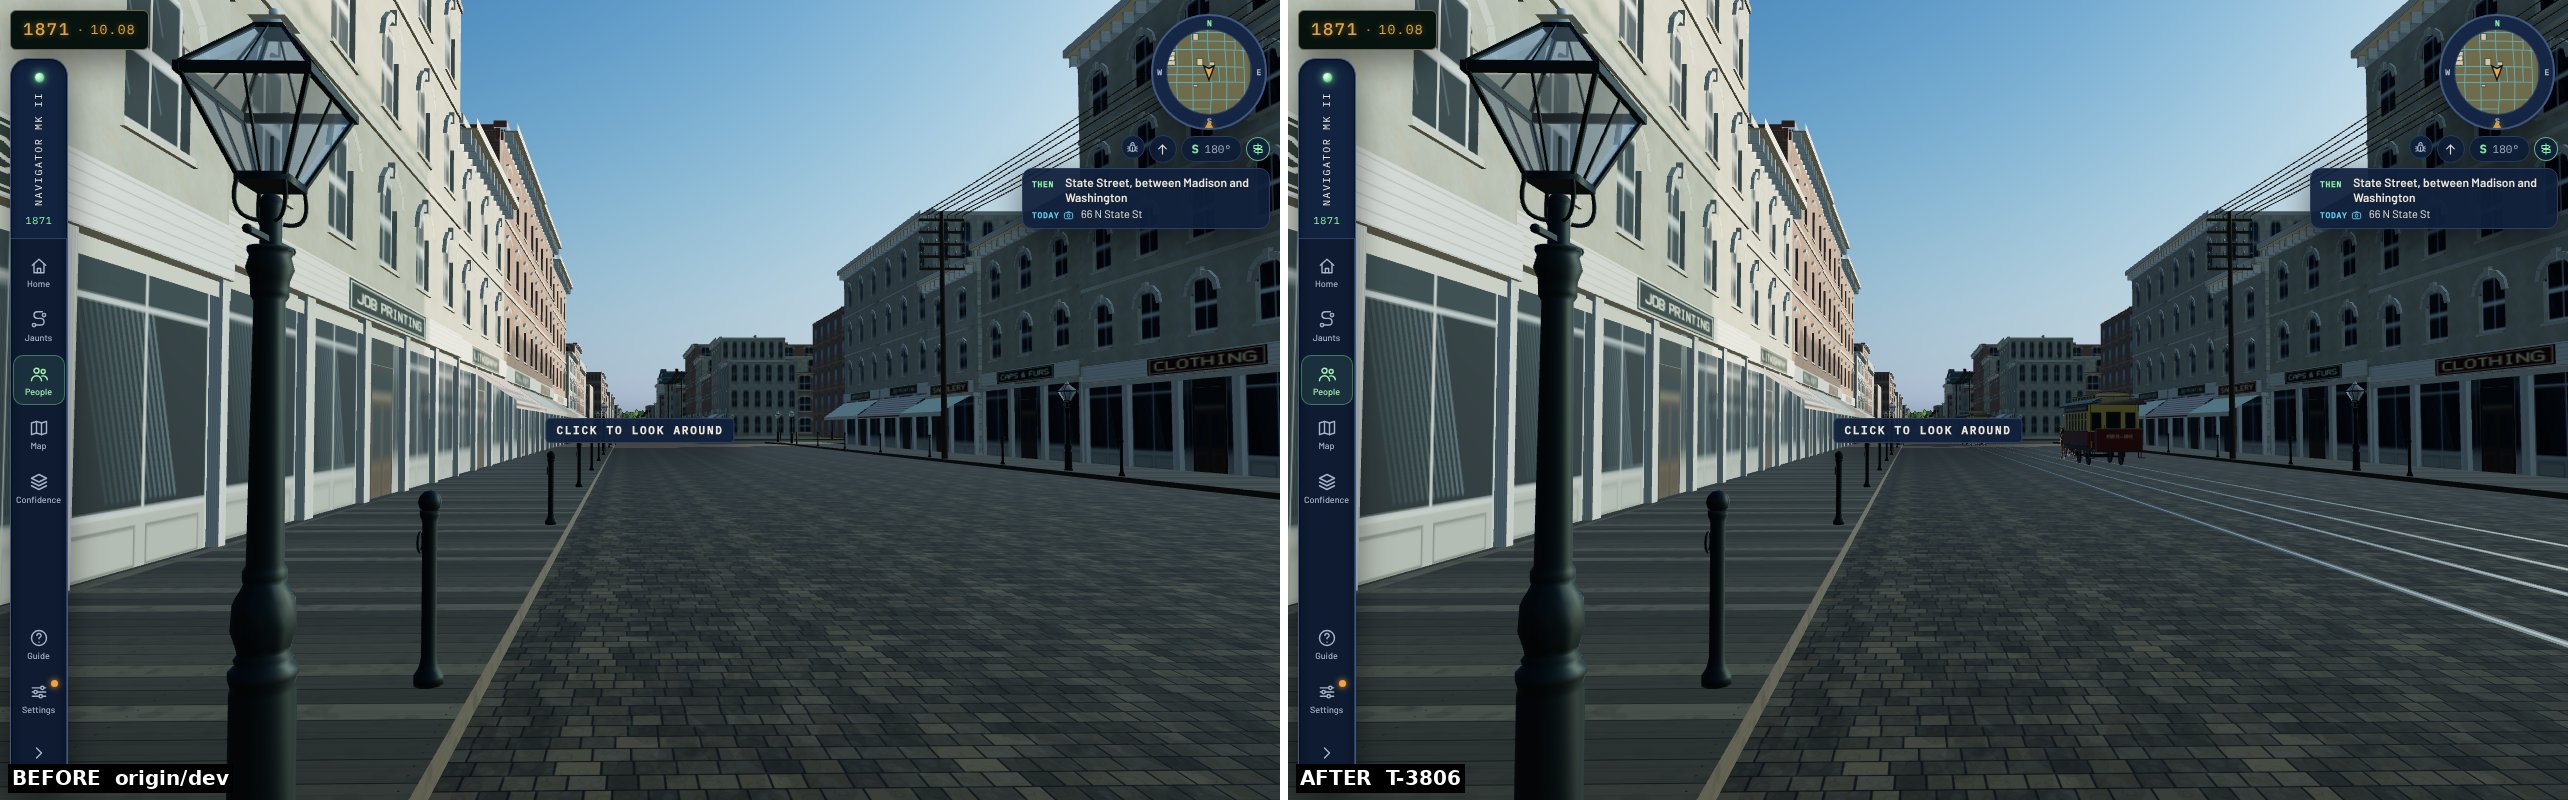 1871 · 10.08
NAVIGATOR MK II
1871
Home
Jaunts
People
Map
Confidence
Guide
Settings
N
W
E
S
S 180°
THEN State Street, between Madison and
Washington
TODAY 66 N State St
JOB PRINTING
CAPS & FURS
CLOTHING
CLICK TO LOOK AROUND
BEFORE origin/dev
1871 · 10.08
NAVIGATOR MK II
1871
Home
Jaunts
People
Map
Confidence
Guide
Settings
N
W
E
S
S 180°
THEN State Street, between Madison and
Washington
TODAY 66 N State St
JOB PRINTING
CAPS & FURS
CLOTHING
CLICK TO LOOK AROUND
AFTER T-3806